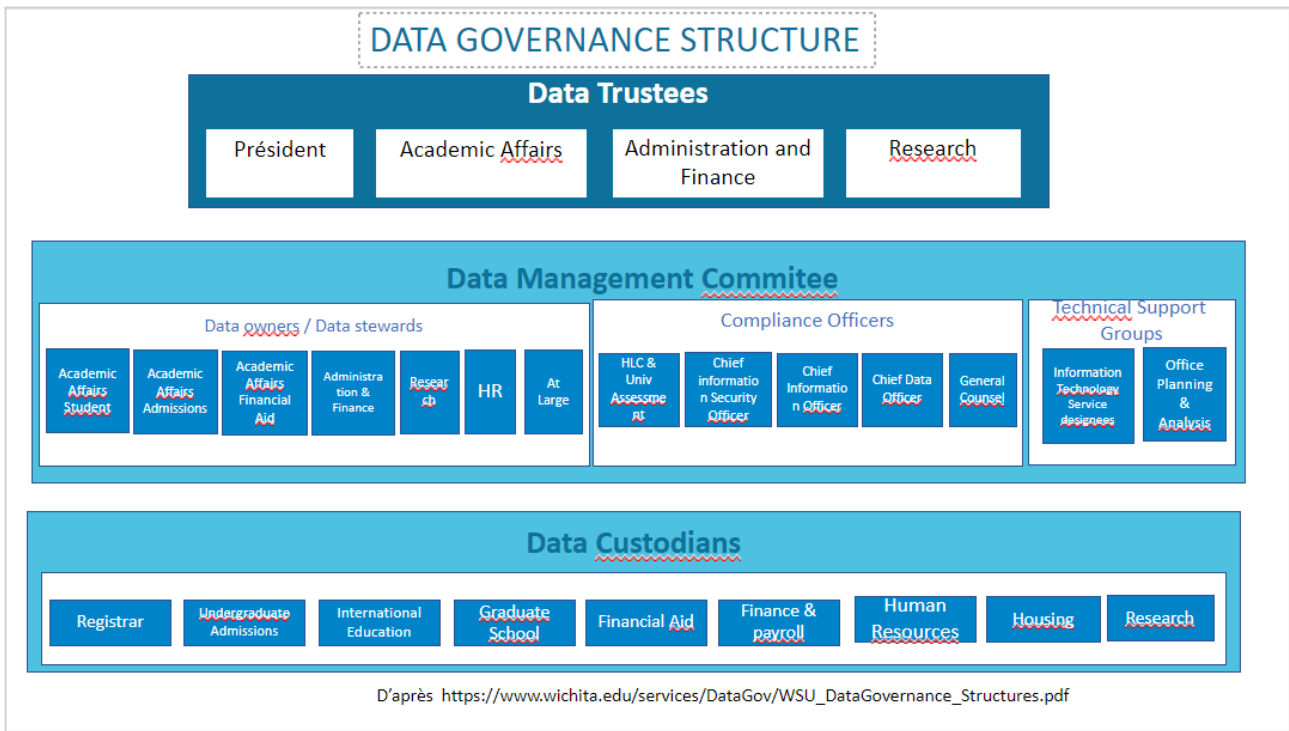 DATA GOVERNANCE STRUCTURE
Data Trustees
Président
Academic Affairs
Administration and
Finance
Research
Data Management Commitee
Data owners / Data stewards
Academic
Affairs
Student
Academic
Affairs
Admissions
Academic
Affairs
Financial
Aid
Administra
tion &
Finance
Resear
ch
HR
At
Large
Compliance Officers
HLC &
Univ
Assessme
nt
Chief
informatio
n Security
Officer
Chief
Informatio
n Officer
Chief Data
Officer
General
Counsel
Technical Support
Groups
Information
Technology
Service
designees
Office
Planning
&
Analysis
Data Custodians
Registrar
Undergraduate
Admissions
International
Education
Graduate
School
Financial Aid
Finance &
payroll
Human
Resources
Housing
Research
D'après https://www.wichita.edu/services/DataGov/WSU_DataGovernance_Structures.pdf